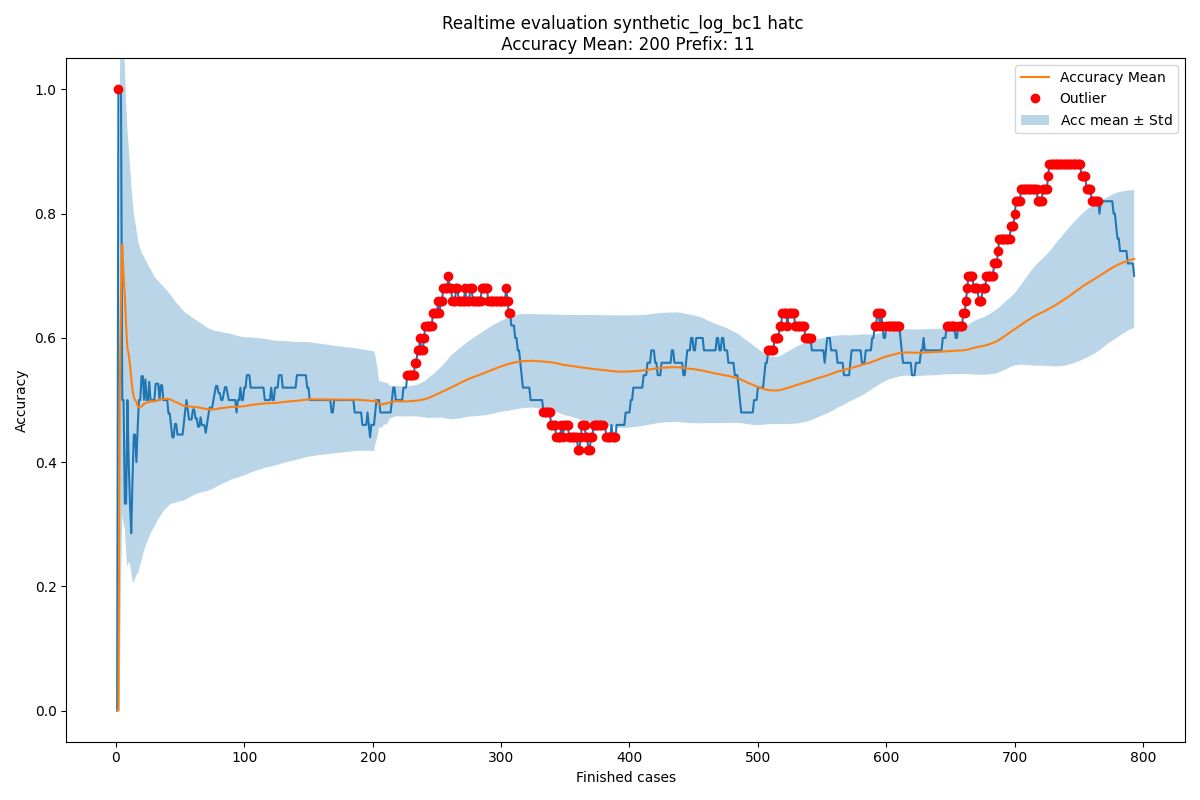 Realtime evaluation synthetic_log_bc1 hatc
Accuracy Mean: 200 Prefix: 11
Accuracy Mean
Outlier
Acc mean ± Std
1.0
0.8
0.6
0.4
0.2
0.0
Accuracy
0 100 200 300 400 500 600 700 800
Finished cases